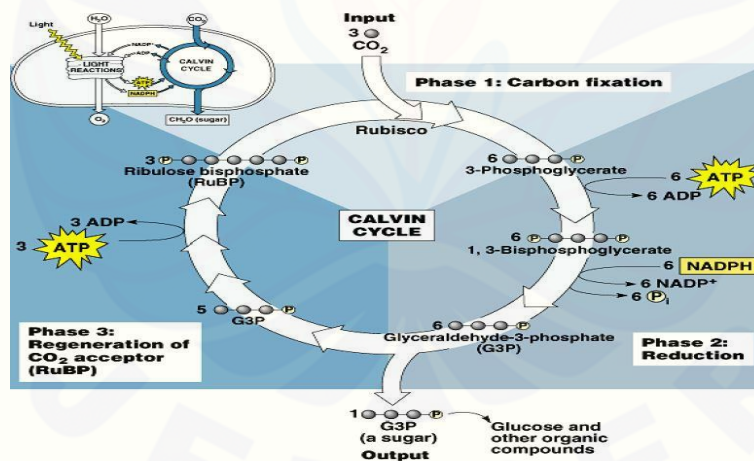 Light
H₂O
CO₂
NADP⁺
ADP
LIGHT
REACTIONS
CALVIN
CYCLE
ATP
NADPH
O₂
CH₂O (sugar)
Input
3
CO₂
Phase 1: Carbon fixation
Rubisco
3 P P
Ribulose bisphosphate
(RuBP)
6 P
3-Phosphoglycerate
6 ATP
6 ADP
CALVIN
CYCLE
3 ADP
3 ATP
6 P P
1, 3-Bisphosphoglycerate
6 NADPH
6 NADP⁺
6 Pi
5 P
G3P
6 P
Glyceraldehyde-3-phosphate
(G3P)
Phase 3:
Regeneration of
CO₂ acceptor
(RuBP)
Phase 2:
Reduction
1 P
G3P
(a sugar)
Output
Glucose and
other organic
compounds